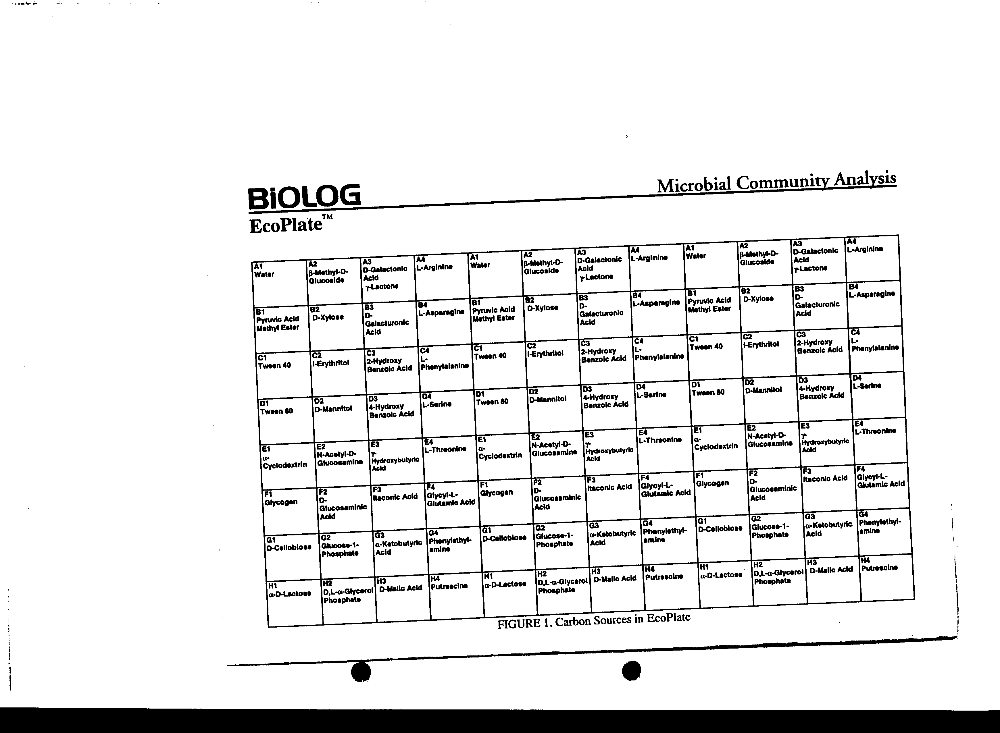 BiOLOG
Microbial Community Analysis
EcoPlate™
A1
Water
A2
β-Methyl-D-
Glucoside
A3
D-Galactonic
Acid
γ-Lactone
A4
L-Arginine
A1
Water
A2
β-Methyl-D-
Glucoside
A3
D-Galactonic
Acid
γ-Lactone
A4
L-Arginine
A1
Water
A2
β-Methyl-D-
Glucoside
A3
D-Galactonic
Acid
γ-Lactone
A4
L-Arginine
B1
Pyruvic Acid
Methyl Ester
B2
D-Xylose
B3
D-
Galacturonic
Acid
B4
L-Asparagine
B1
Pyruvic Acid
Methyl Ester
B2
D-Xylose
B3
D-
Galacturonic
Acid
B4
L-Asparagine
B1
Pyruvic Acid
Methyl Ester
B2
D-Xylose
B3
D-
Galacturonic
Acid
B4
L-Asparagine
C1
Tween 40
C2
i-Erythritol
C3
2-Hydroxy
Benzoic Acid
C4
L-
Phenylalanine
C1
Tween 40
C2
i-Erythritol
C3
2-Hydroxy
Benzoic Acid
C4
L-
Phenylalanine
C1
Tween 40
C2
i-Erythritol
C3
2-Hydroxy
Benzoic Acid
C4
L-
Phenylalanine
D1
Tween 80
D2
D-Mannitol
D3
4-Hydroxy
Benzoic Acid
D4
L-Serine
D1
Tween 80
D2
D-Mannitol
D3
4-Hydroxy
Benzoic Acid
D4
L-Serine
D1
Tween 80
D2
D-Mannitol
D3
4-Hydroxy
Benzoic Acid
D4
L-Serine
E1
α-
Cyclodextrin
E2
N-Acetyl-D-
Glucosamine
E3
γ-
Hydroxybutyric
Acid
E4
L-Threonine
E1
α-
Cyclodextrin
E2
N-Acetyl-D-
Glucosamine
E3
γ-
Hydroxybutyric
Acid
E4
L-Threonine
E1
α-
Cyclodextrin
E2
N-Acetyl-D-
Glucosamine
E3
γ-
Hydroxybutyric
Acid
E4
L-Threonine
F1
Glycogen
F2
D-
Glucosaminic
Acid
F3
Itaconic Acid
F4
Glycyl-L-
Glutamic Acid
F1
Glycogen
F2
D-
Glucosaminic
Acid
F3
Itaconic Acid
F4
Glycyl-L-
Glutamic Acid
F1
Glycogen
F2
D-
Glucosaminic
Acid
F3
Itaconic Acid
F4
Glycyl-L-
Glutamic Acid
G1
D-Cellobiose
G2
Glucose-1-
Phosphate
G3
α-Ketobutyric
Acid
G4
Phenylethyl-
amine
G1
D-Cellobiose
G2
Glucose-1-
Phosphate
G3
α-Ketobutyric
Acid
G4
Phenylethyl-
amine
G1
D-Cellobiose
G2
Glucose-1-
Phosphate
G3
α-Ketobutyric
Acid
G4
Phenylethyl-
amine
H1
α-D-Lactose
H2
D,L-α-Glycerol
Phosphate
H3
D-Malic Acid
H4
Putrescine
H1
α-D-Lactose
H2
D,L-α-Glycerol
Phosphate
H3
D-Malic Acid
H4
Putrescine
H1
α-D-Lactose
H2
D,L-α-Glycerol
Phosphate
H3
D-Malic Acid
H4
Putrescine
FIGURE 1. Carbon Sources in EcoPlate